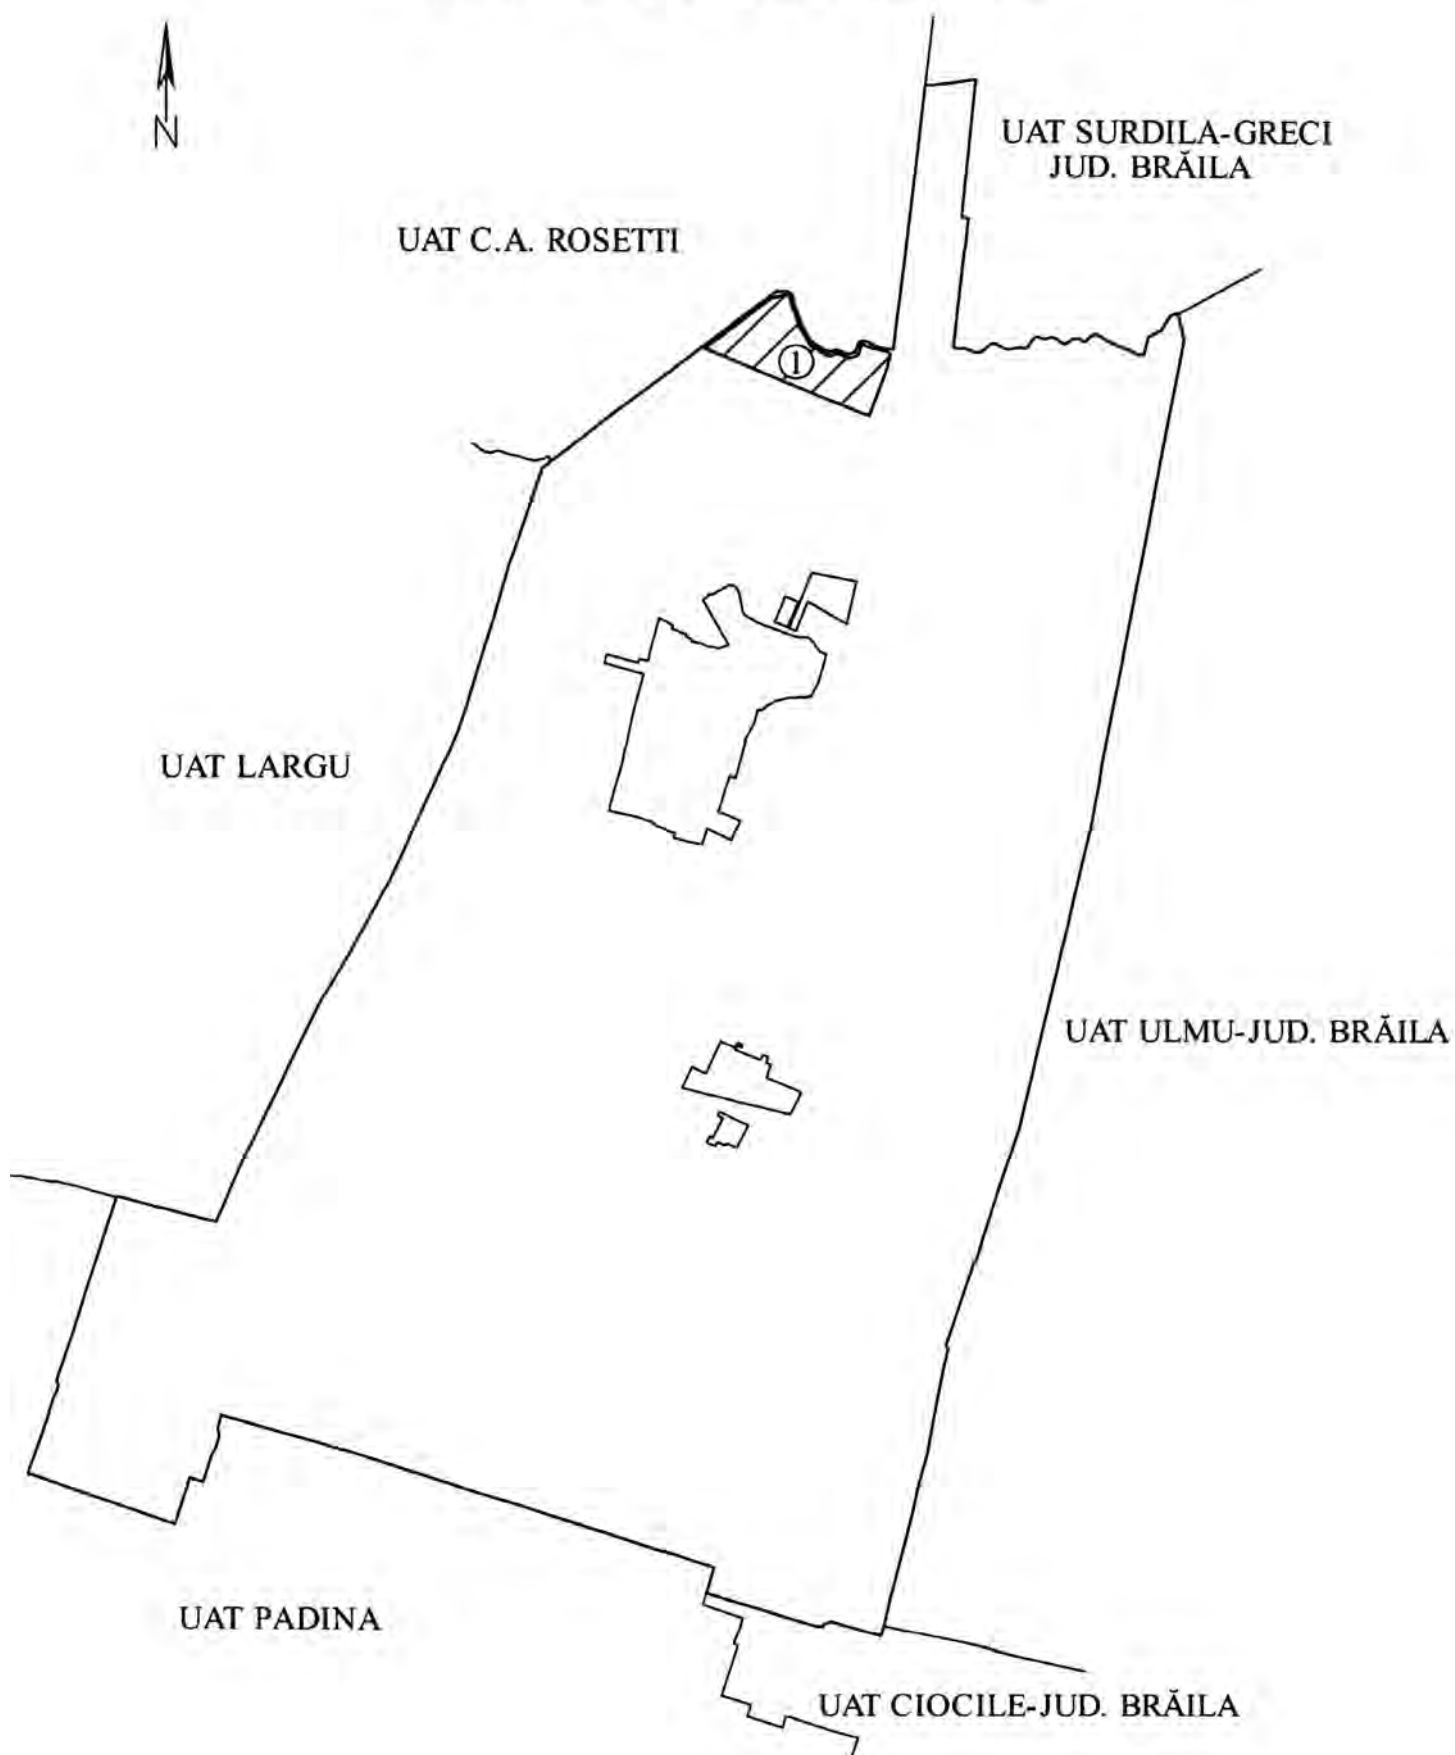 N
UAT SURDILA-GRECI
JUD. BRĂILA
UAT C.A. ROSETTI
1
UAT LARGU
UAT ULMU-JUD. BRĂILA
UAT PADINA
UAT CIOCILE-JUD. BRĂILA